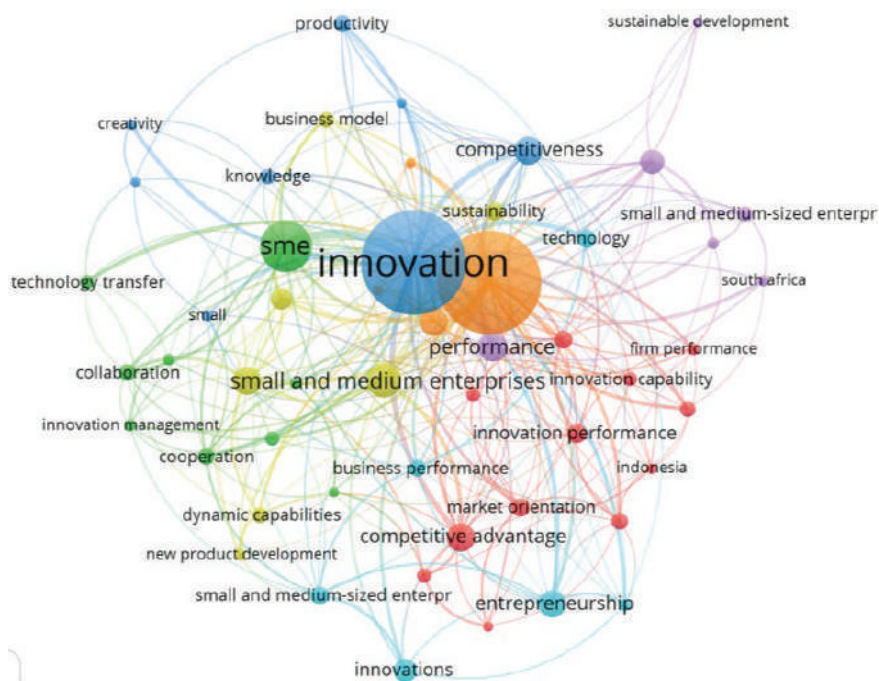 productivity
sustainable development
creativity
business model
competitiveness
knowledge
sustainability
small and medium-sized enterpr
sme
technology
innovation
technology transfer
south africa
small
performance
firm performance
collaboration
small and medium enterprises
innovation capability
innovation management
innovation performance
cooperation
business performance
indonesia
dynamic capabilities
market orientation
competitive advantage
new product development
small and medium-sized enterpr
entrepreneurship
innovations